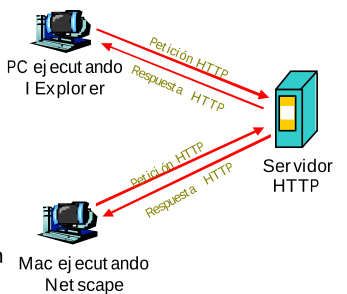 Petición HTTP
Respuesta HTTP
PC ejecutando
I Explorer
Servidor
HTTP
Petición HTTP
Respuesta HTTP
Mac ejecutando
Netscape